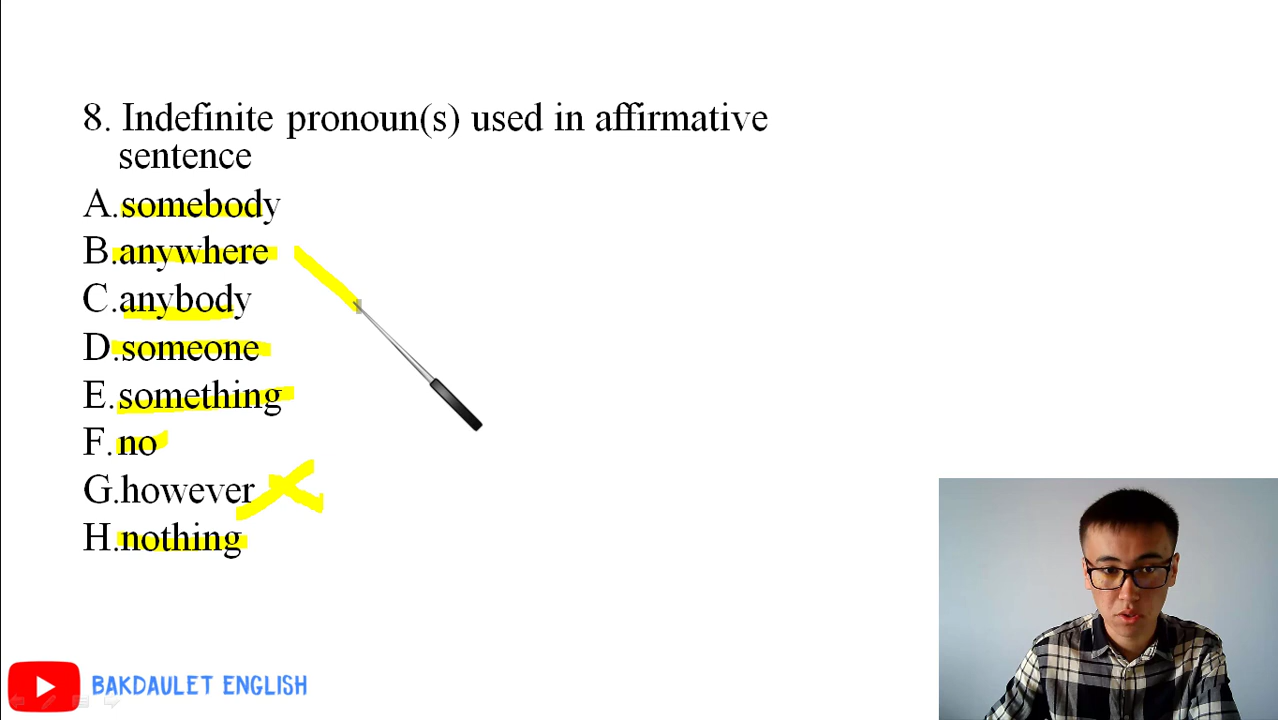 8. Indefinite pronoun(s) used in affirmative
sentence
A.somebody
B.anywhere
C.anybody
D.someone
E.something
F.no
G.however
H.nothing
BAKDAULET ENGLISH